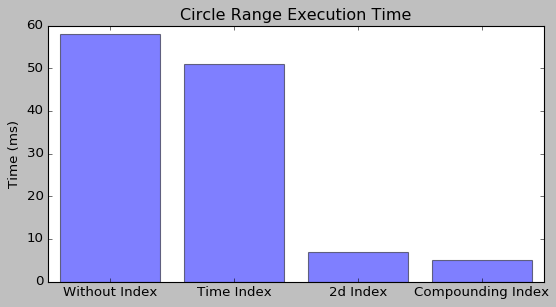 Circle Range Execution Time
Time (ms)
60
50
40
30
20
10
0
Without Index
Time Index
2d Index
Compounding Index